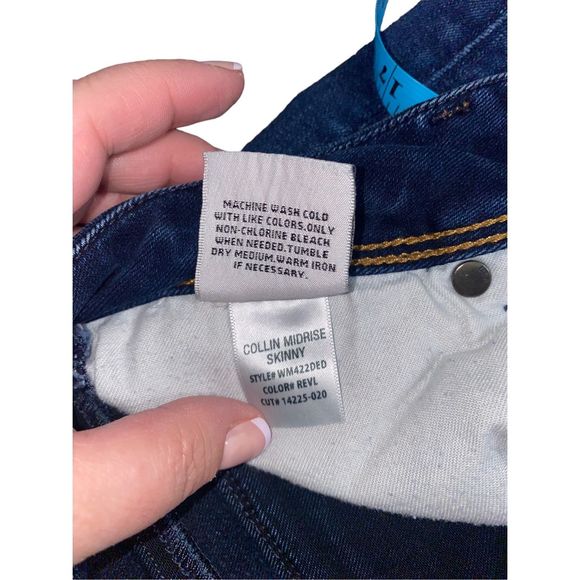 MACHINE WASH COLD
WITH LIKE COLORS.ONLY
NON-CHLORINE BLEACH
WHEN NEEDED.TUMBLE
DRY MEDIUM.WARM IRON
IF NECESSARY.
COLLIN MIDRISE
SKINNY
STYLE# WM422DED
COLOR# REVL
CUT# 14225-020